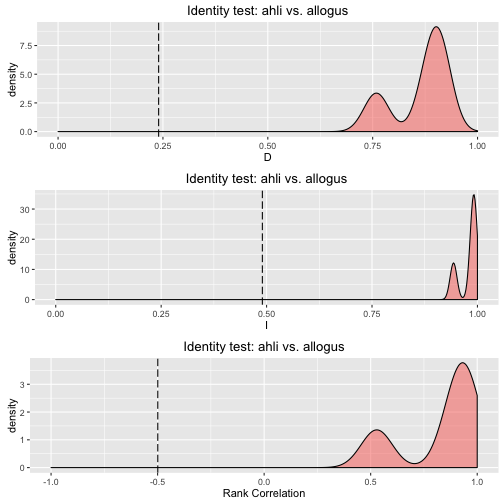 Identity test: ahli vs. allogus
7.5
5.0
2.5
0.0
density
0.00 0.25 0.50 0.75 1.00
D
Identity test: ahli vs. allogus
30
20
10
0
density
0.00 0.25 0.50 0.75 1.00
I
Identity test: ahli vs. allogus
3
2
1
0
density
-1.0 -0.5 0.0 0.5 1.0
Rank Correlation